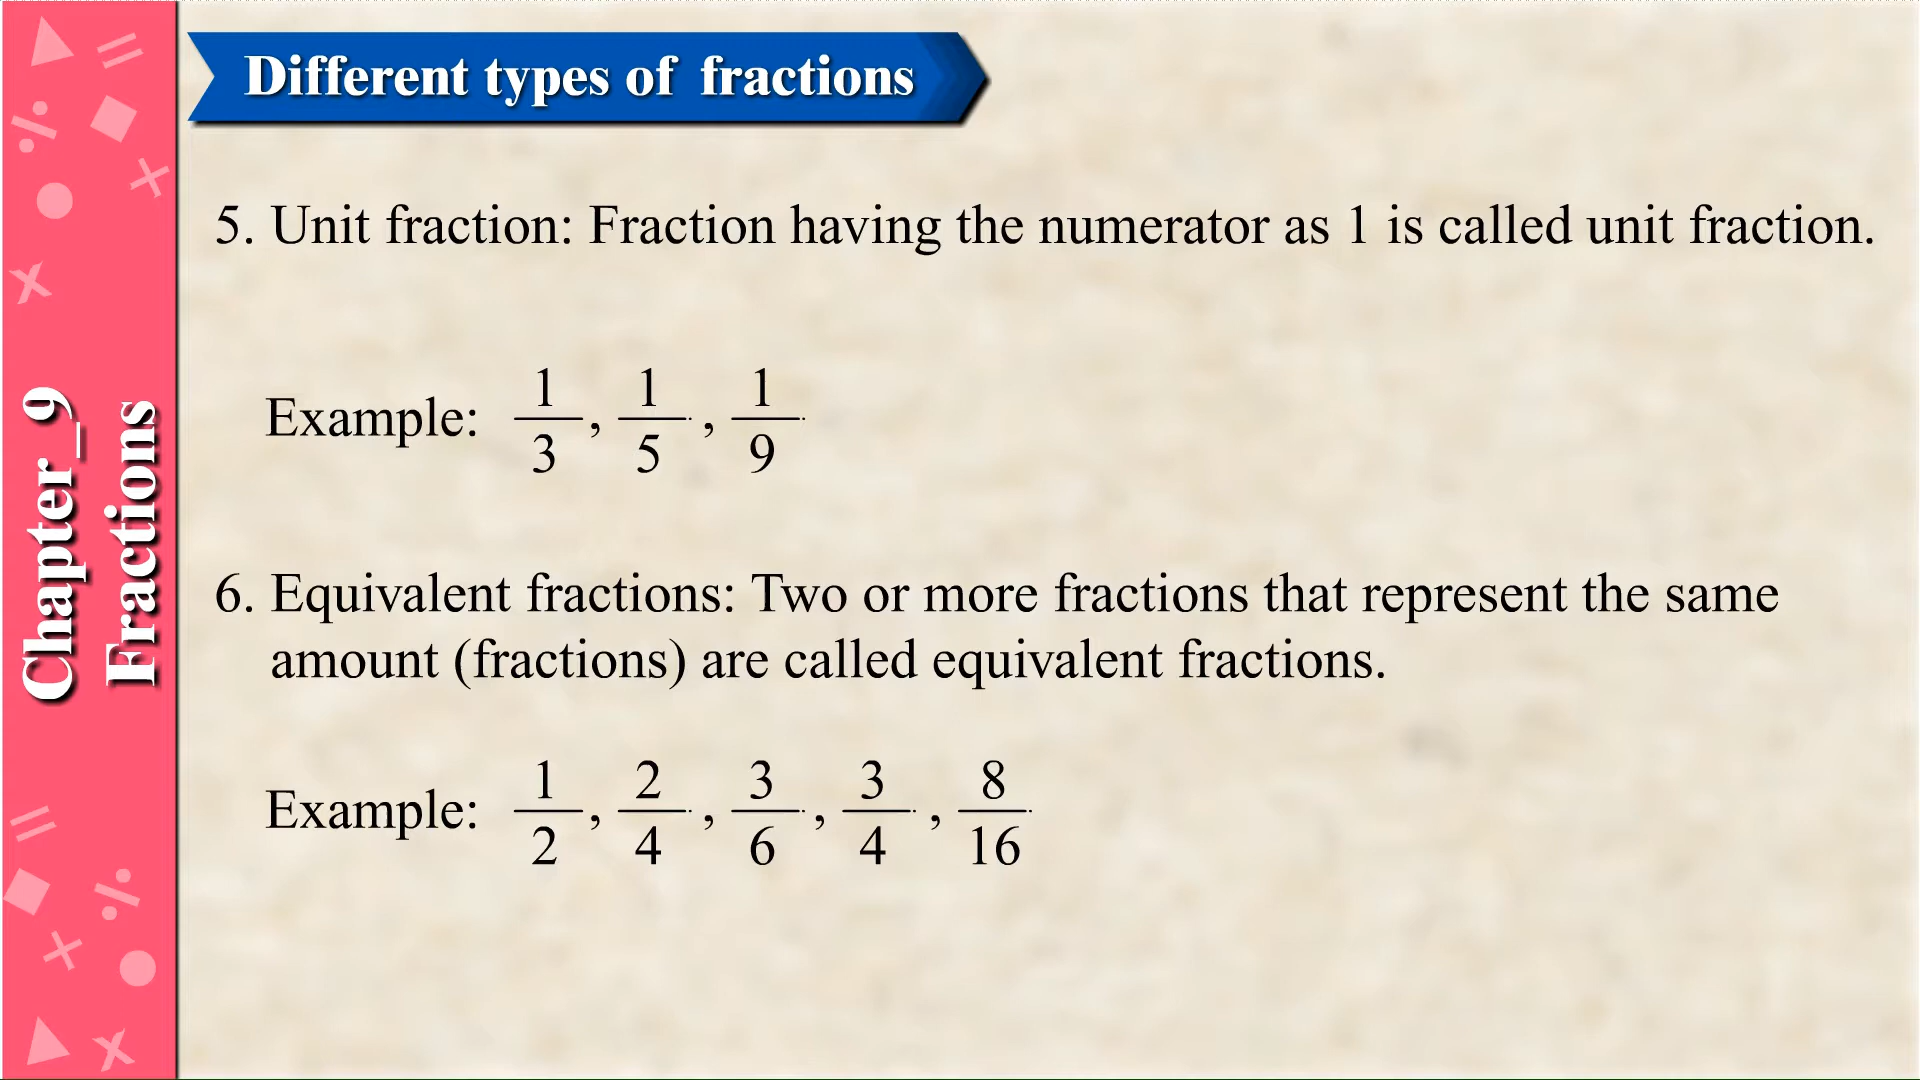 Different types of fractions
5. Unit fraction: Fraction having the numerator as 1 is called unit fraction.
Example: 1/3, 1/5, 1/9
6. Equivalent fractions: Two or more fractions that represent the same
amount (fractions) are called equivalent fractions.
Example: 1/2, 2/4, 3/6, 3/4, 8/16
Chapter_9
Fractions